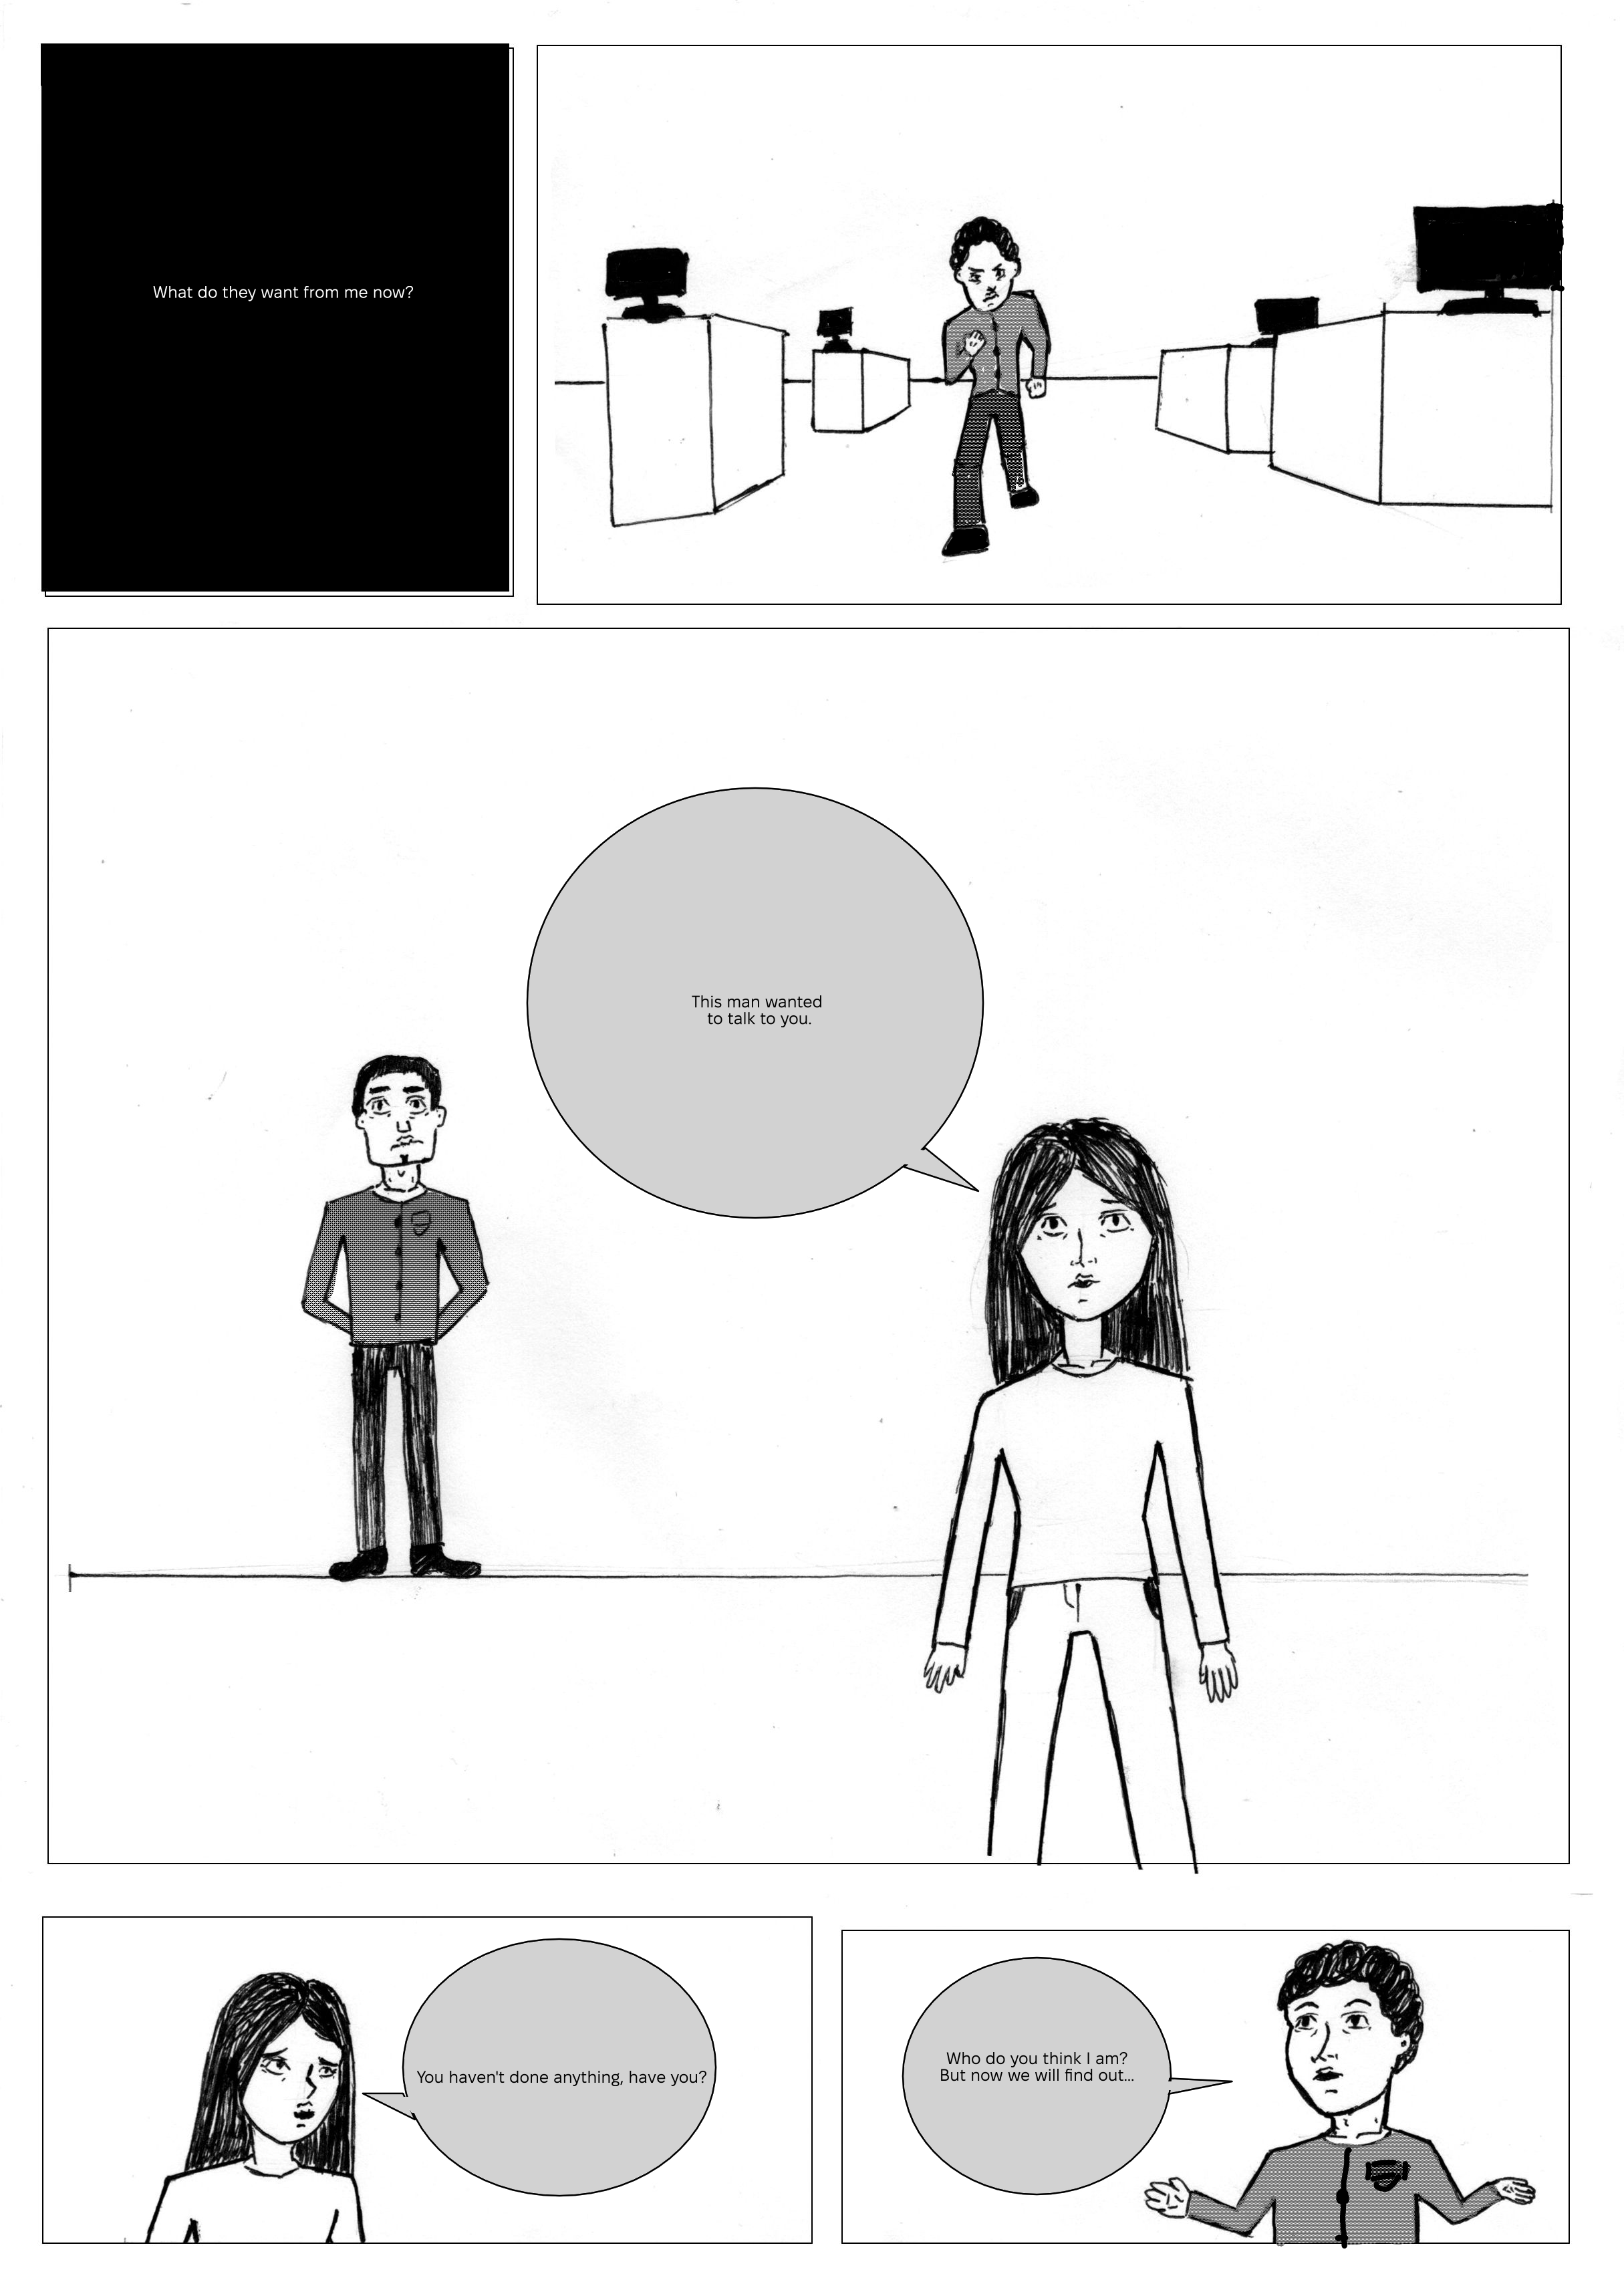 What do they want from me now?
This man wanted
to talk to you.
You haven't done anything, have you?
Who do you think I am?
But now we will find out...